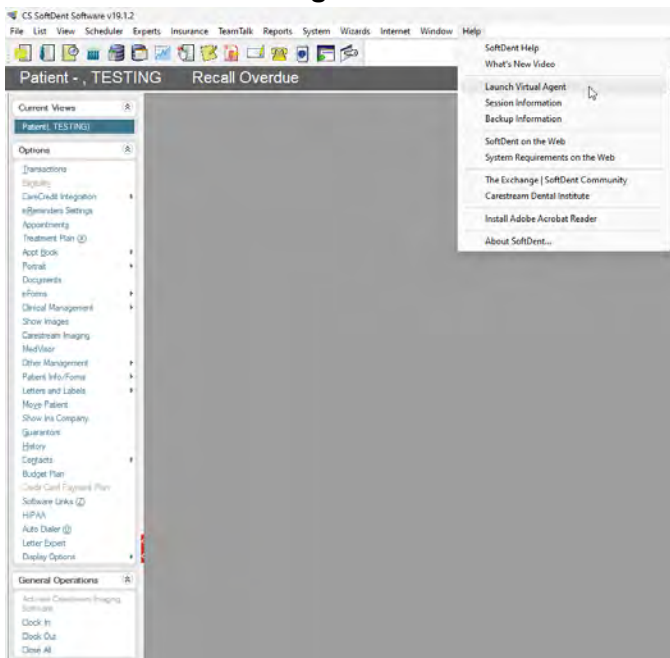 CS SoftDent Software v19.1.2
File List View Scheduler Experts Insurance TeamTalk Reports System Wizards Internet Window Help
Patient - , TESTING Recall Overdue
SoftDent Help
What's New Video
Launch Virtual Agent
Session Information
Backup Information
SoftDent on the Web
System Requirements on the Web
The Exchange | SoftDent Community
Carestream Dental Institute
Install Adobe Acrobat Reader
About SoftDent...
Current Views
Patient(, TESTING)
Options
Transactions
Eligibility
CareCredit Integration
eReminders Settings
Appointments
Treatment Plan (X)
Appt Book
Portrait
Documents
eForms
Clinical Management
Show Images
Carestream Imaging
MedVisor
Other Management
Patient Info/Forms
Letters and Labels
Move Patient
Show Ins Company
Guarantors
History
Contacts
Budget Plan
Credit Card Payment Plan
Software Links (Z)
HIPAA
Auto Dialer (@)
Letter Expert
Display Options
General Operations
Activate Carestream Imaging
Software
Clock In
Clock Out
Close All